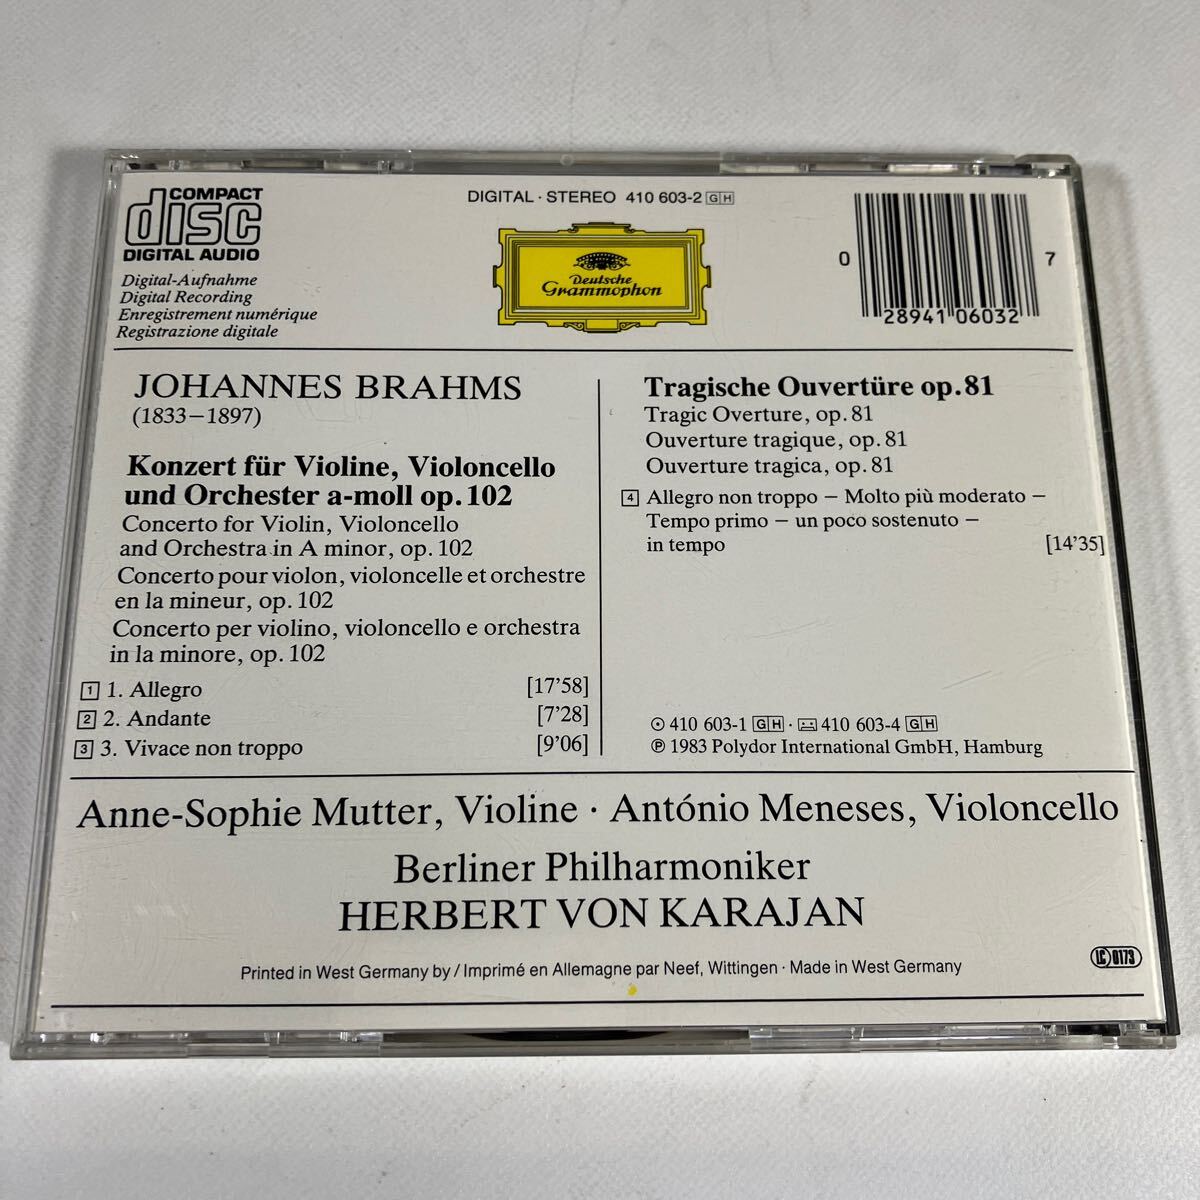 COMPACT
disc
DIGITAL AUDIO
Digital-Aufnahme
Digital Recording
Enregistrement numérique
Registrazione digitale
DIGITAL · STEREO 410 603-2 GH
Deutsche
Grammophon
0 28941 06032 7
JOHANNES BRAHMS
(1833–1897)
Konzert für Violine, Violoncello
und Orchester a-moll op. 102
Concerto for Violin, Violoncello
and Orchestra in A minor, op. 102
Concerto pour violon, violoncelle et orchestre
en la mineur, op. 102
Concerto per violino, violoncello e orchestra
in la minore, op. 102
1 1. Allegro [17'58]
2 2. Andante [7'28]
3 3. Vivace non troppo [9'06]
Tragische Ouvertüre op. 81
Tragic Overture, op. 81
Ouverture tragique, op. 81
Ouverture tragica, op. 81
4 Allegro non troppo – Molto più moderato –
Tempo primo – un poco sostenuto –
in tempo [14'35]
410 603-1 GH · 410 603-4 GH
℗ 1983 Polydor International GmbH, Hamburg
Anne-Sophie Mutter, Violine · António Meneses, Violoncello
Berliner Philharmoniker
HERBERT VON KARAJAN
Printed in West Germany by / Imprimé en Allemagne par Neef, Wittingen · Made in West Germany
LC 0173